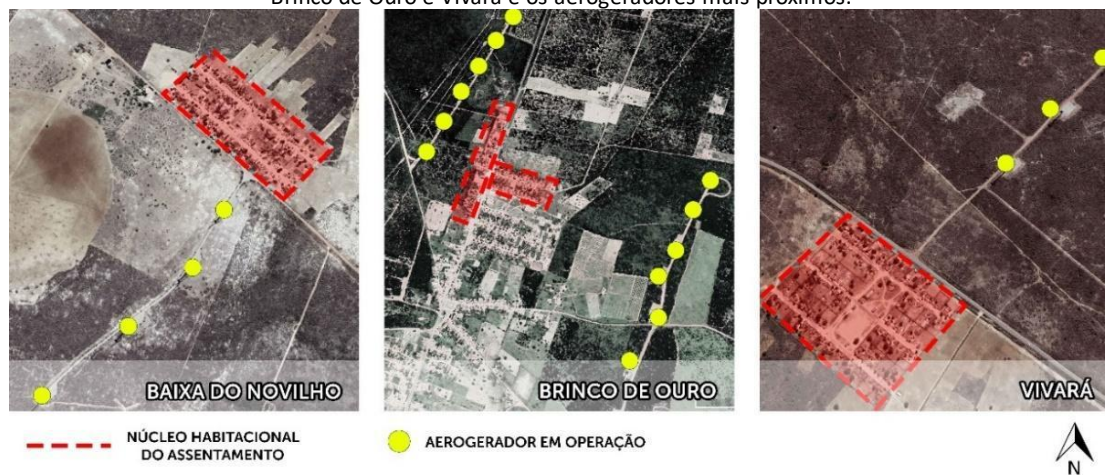 Brinco de Ouro e Vivará e os aerogeradores mais próximos.
BAIXA DO NOVILHO
BRINCO DE OURO
VIVARÁ
NÚCLEO HABITACIONAL
DO ASSENTAMENTO
AEROGERADOR EM OPERAÇÃO
N